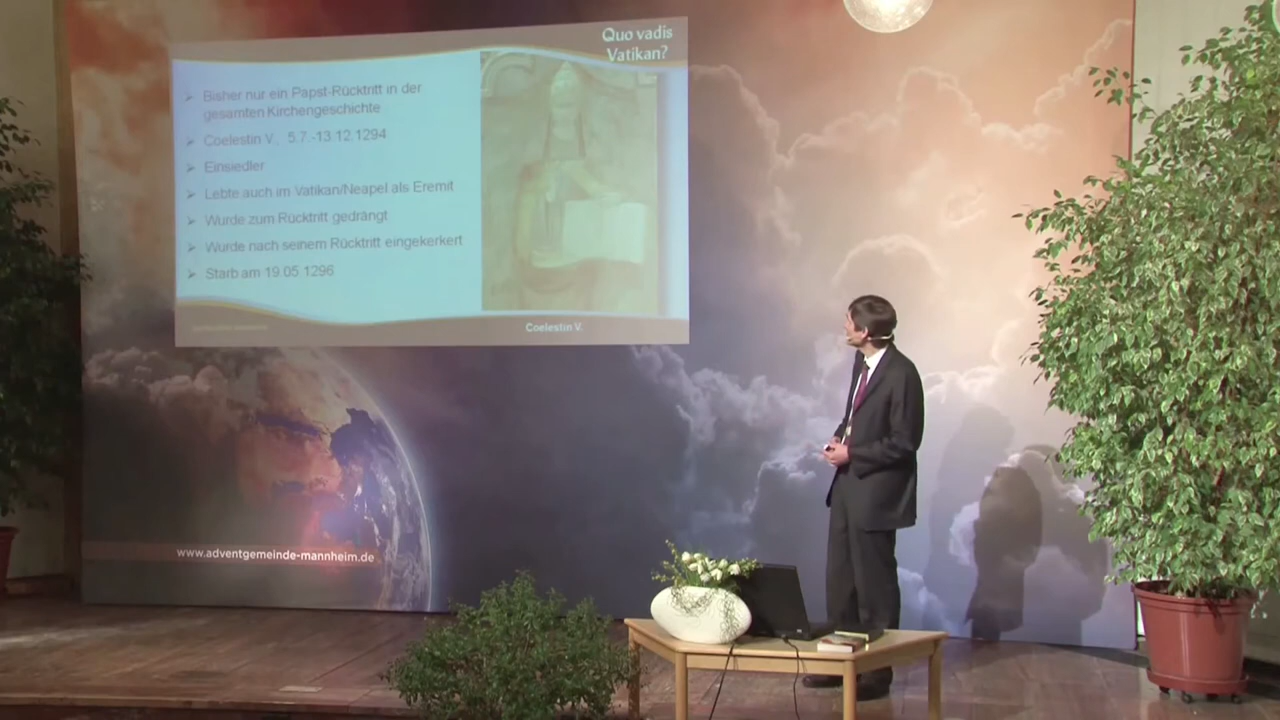 Quo vadis
Vatikan?
Bisher nur ein Papst-Rücktritt in der
gesamten Kirchengeschichte
Coelestin V., 5.7.-13.12.1294
Einsiedler
Lebte auch im Vatikan/Neapel als Eremit
Wurde zum Rücktritt gedrängt
Wurde nach seinem Rücktritt eingekerkert
Starb am 19.05.1296
Coelestin V.
www.adventgemeinde-mannheim.de